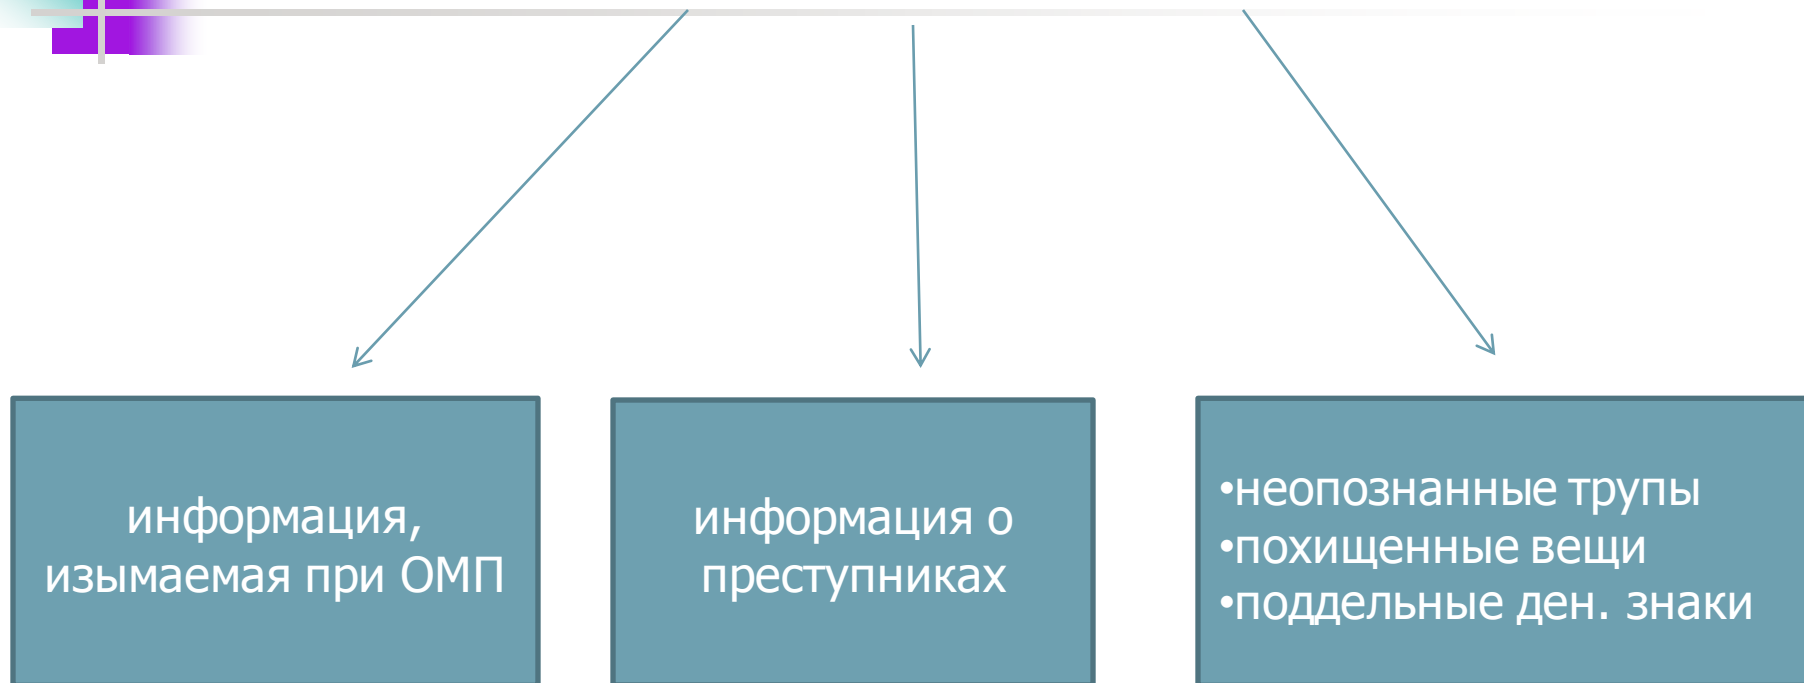 информация,
изымаемая при ОМП
информация о
преступниках
•неопознанные трупы
•похищенные вещи
•поддельные ден. знаки